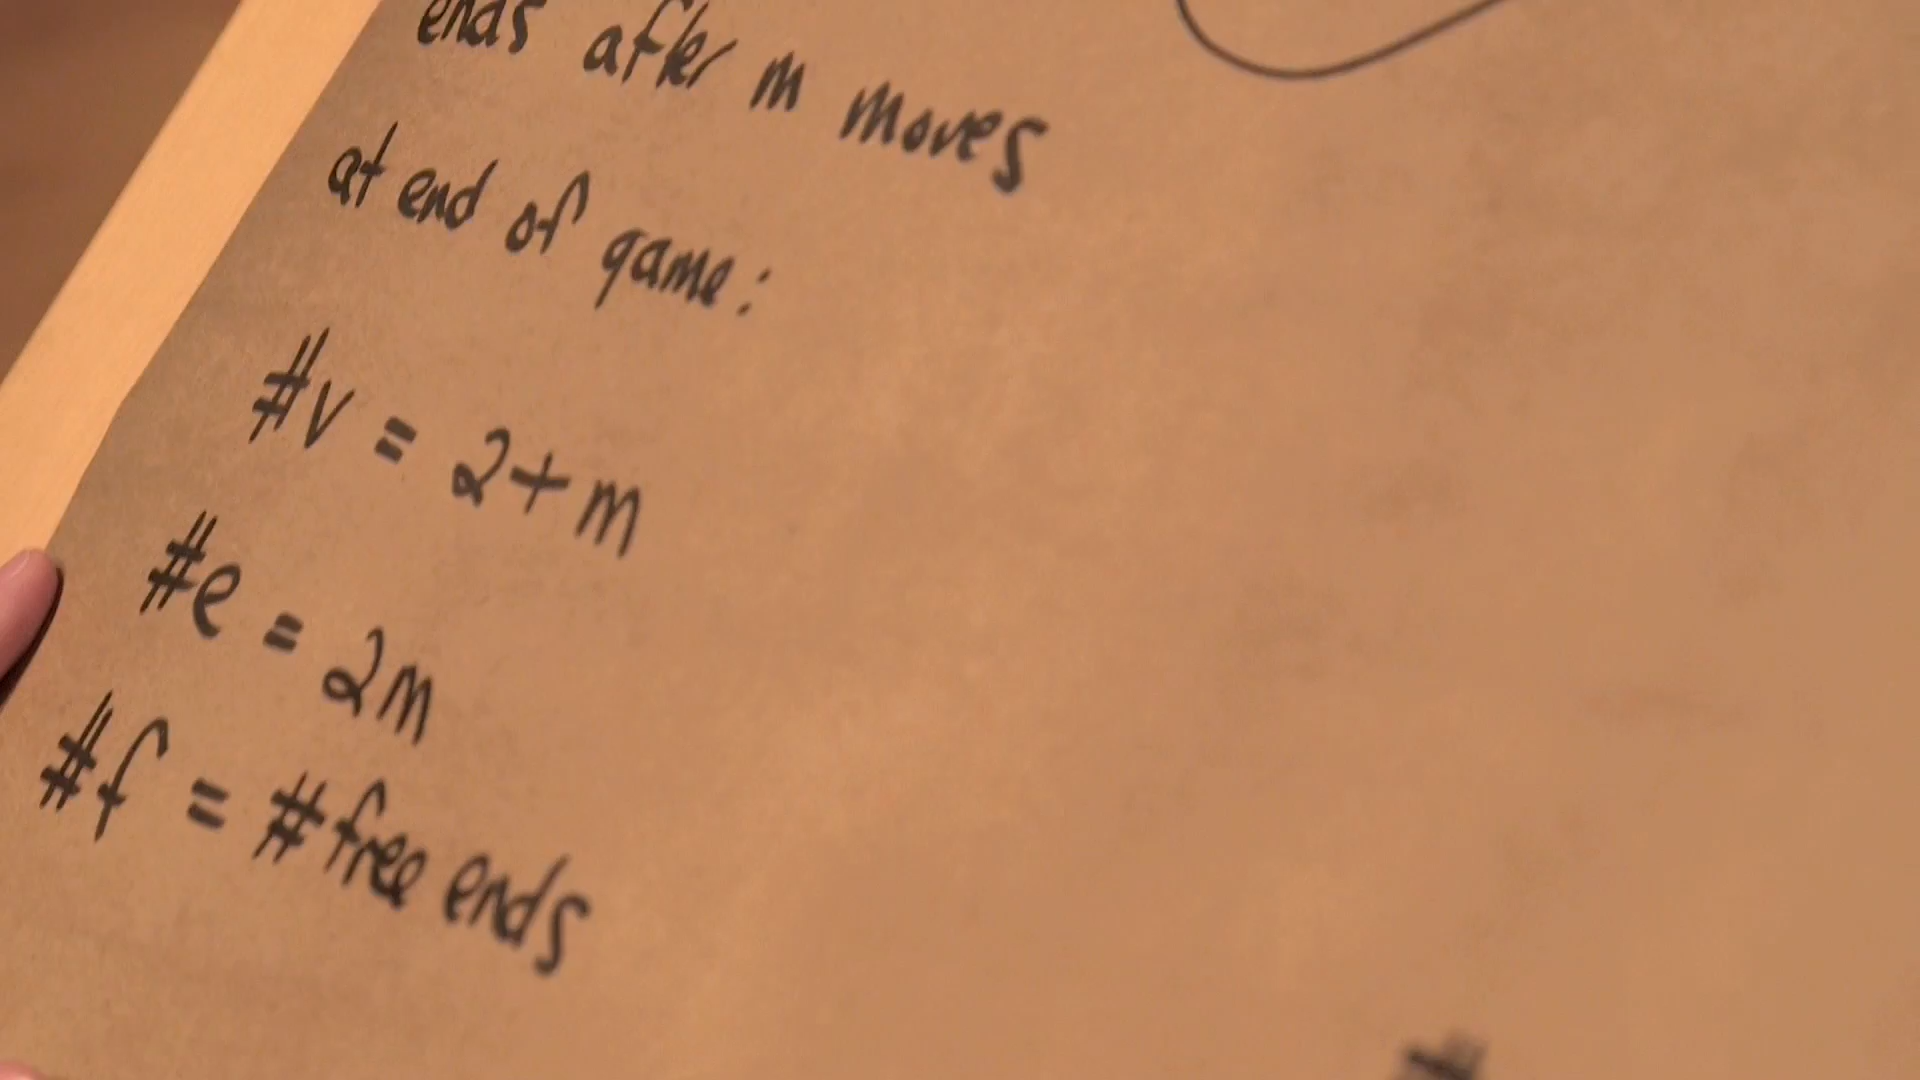 ends after m moves
at end of game:
#v = 2+m
#e = 2m
#f = #free ends
#